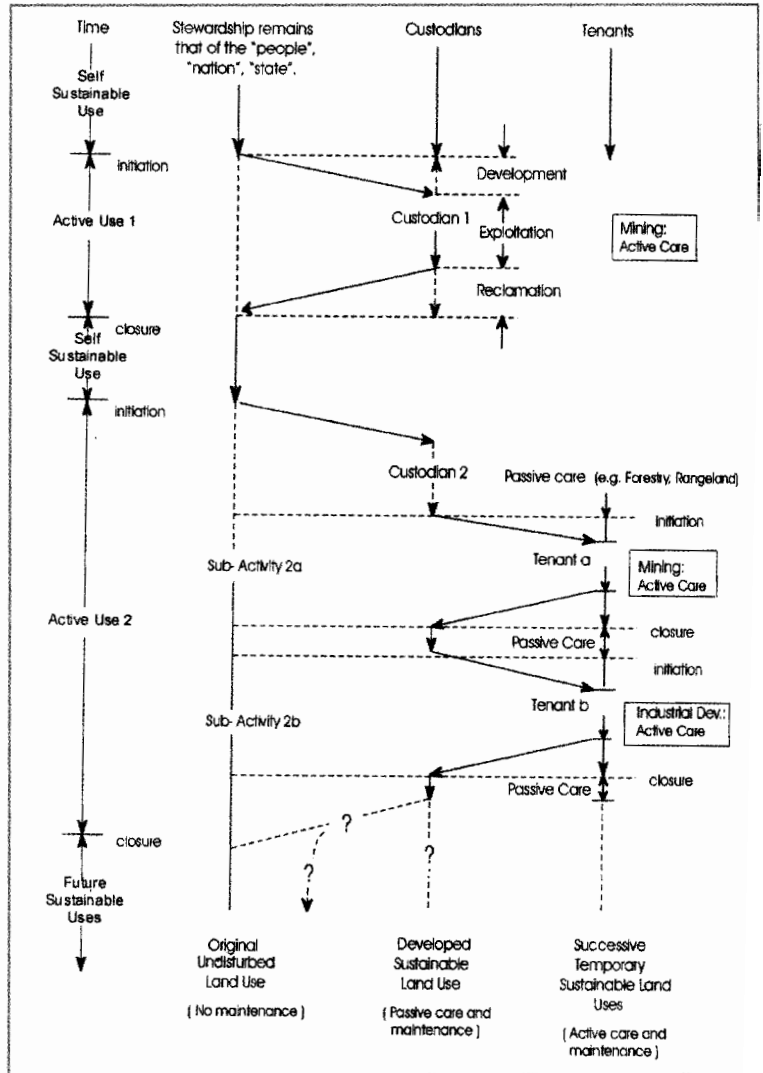 Time
Stewardship remains
that of the "people",
"nation", "state".
Custodians
Tenants
Self
Sustainable
Use
initiation
Development
Active Use 1
Custodian 1
Exploitation
Mining:
Active Care
Reclamation
closure
Self
Sustainable
Use
initiation
Custodian 2
Passive care (e.g. Forestry, Rangeland)
initiation
Tenant a
Sub- Activity 2a
Mining:
Active Care
Active Use 2
closure
Passive Care
initiation
Tenant b
Sub- Activity 2b
Industrial Dev.:
Active Care
closure
Passive Care
?
closure
?
?
Future
Sustainable
Uses
Original
Undisturbed
Land Use
( No maintenance )
Developed
Sustainable
Land Use
( Passive care and
maintenance )
Successive
Temporary
Sustainable Land
Uses
( Active care and
maintenance )